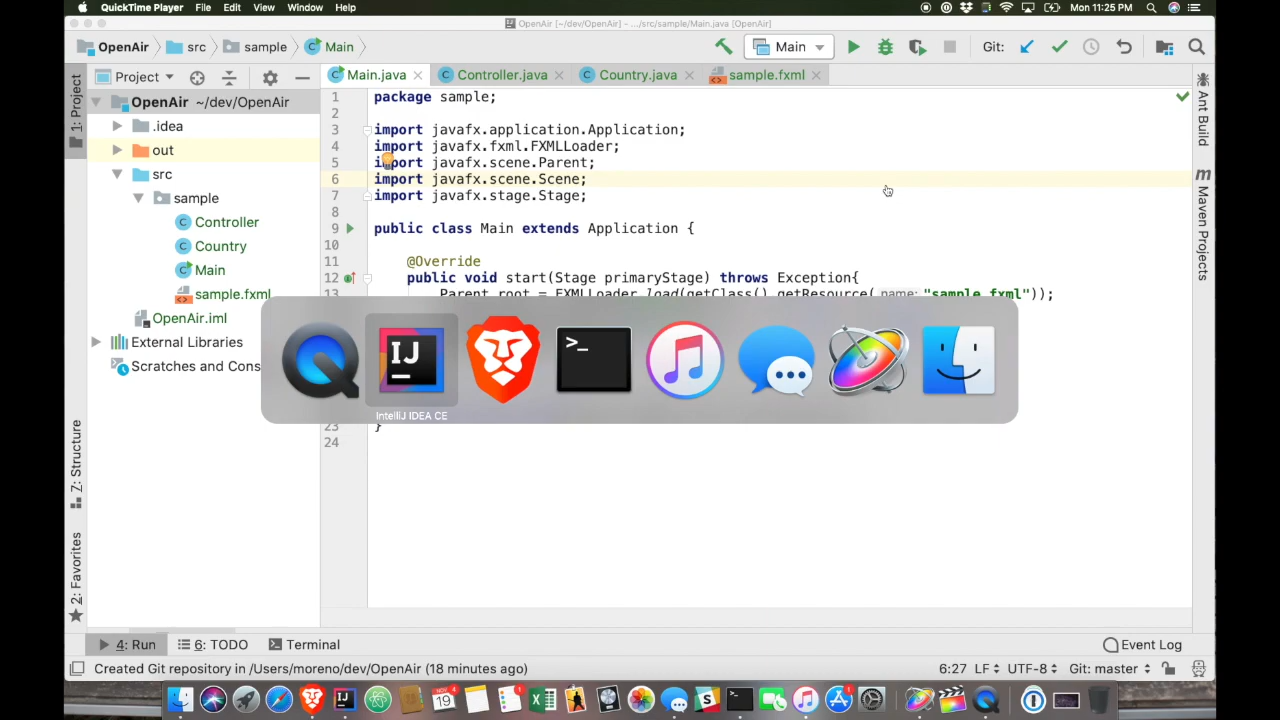 QuickTime Player File Edit View Window Help Mon 11:25 PM
OpenAir [~/dev/OpenAir] - .../src/sample/Main.java [OpenAir]
OpenAir src sample Main Main Git:
Project Main.java Controller.java Country.java sample.fxml
1: Project
OpenAir ~/dev/OpenAir
.idea
out
src
sample
Controller
Country
Main
sample.fxml
OpenAir.iml
External Libraries
Scratches and Cons
1 package sample;
2
3 import javafx.application.Application;
4 import javafx.fxml.FXMLLoader;
5 import javafx.scene.Parent;
6 import javafx.scene.Scene;
7 import javafx.stage.Stage;
8
9 public class Main extends Application {
10
11 @Override
12 public void start(Stage primaryStage) throws Exception{
13 Parent root = FXMLLoader.load(getClass().getResource( name: "sample.fxml"));
IJ
>_
IntelliJ IDEA CE
23 }
24
Ant Build
m Maven Projects
Z: Structure
2: Favorites
4: Run 6: TODO Terminal Event Log
Created Git repository in /Users/moreno/dev/OpenAir (18 minutes ago) 6:27 LF UTF-8 Git: master
NOV
19